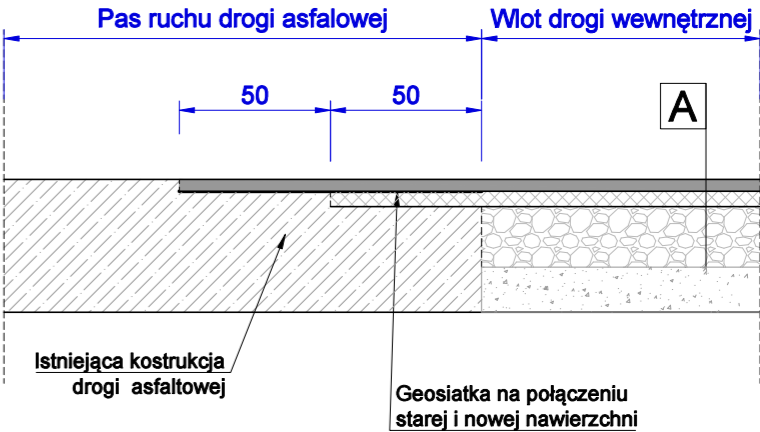 Pas ruchu drogi asfalowej
Wlot drogi wewnętrznej
50
50
A
Istniejąca kostrukcja
drogi asfaltowej
Geosiatka na połączeniu
starej i nowej nawierzchni